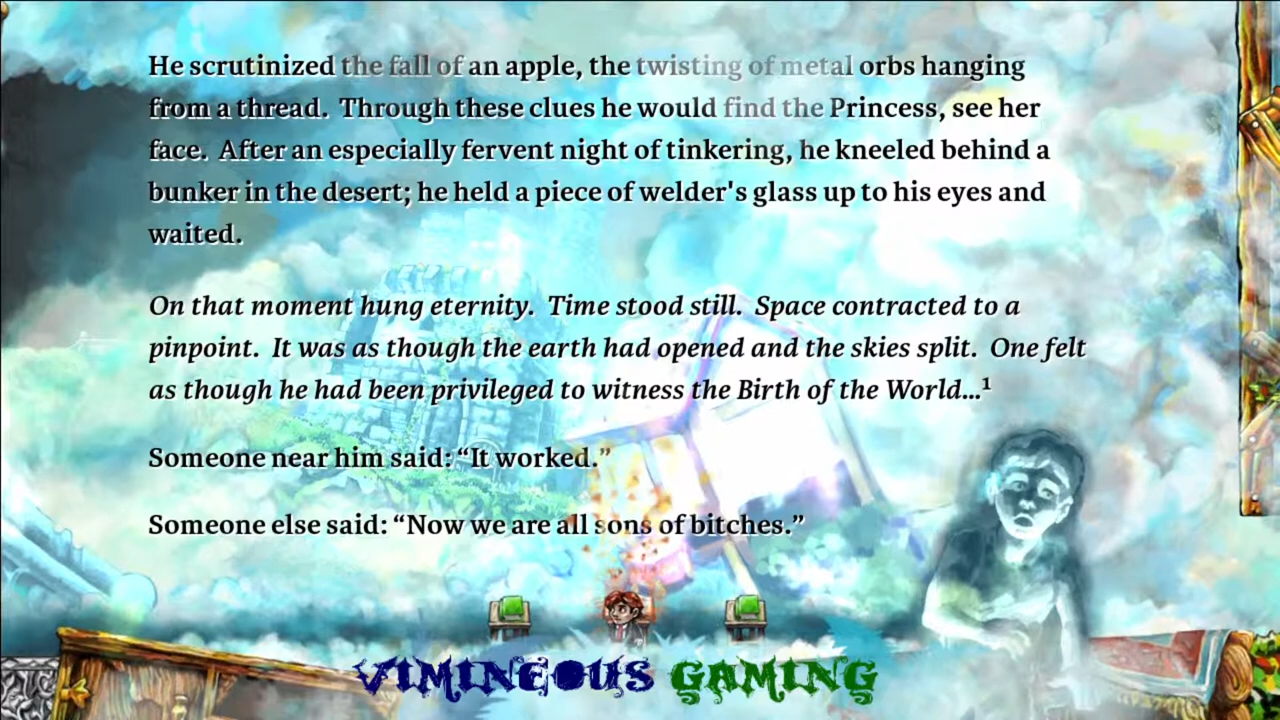 He scrutinized the fall of an apple, the twisting of metal orbs hanging
from a thread. Through these clues he would find the Princess, see her
face. After an especially fervent night of tinkering, he kneeled behind a
bunker in the desert; he held a piece of welder's glass up to his eyes and
waited.
On that moment hung eternity. Time stood still. Space contracted to a
pinpoint. It was as though the earth had opened and the skies split. One felt
as though he had been privileged to witness the Birth of the World...¹
Someone near him said: “It worked.”
Someone else said: “Now we are all sons of bitches.”
VIMINEOUS GAMING